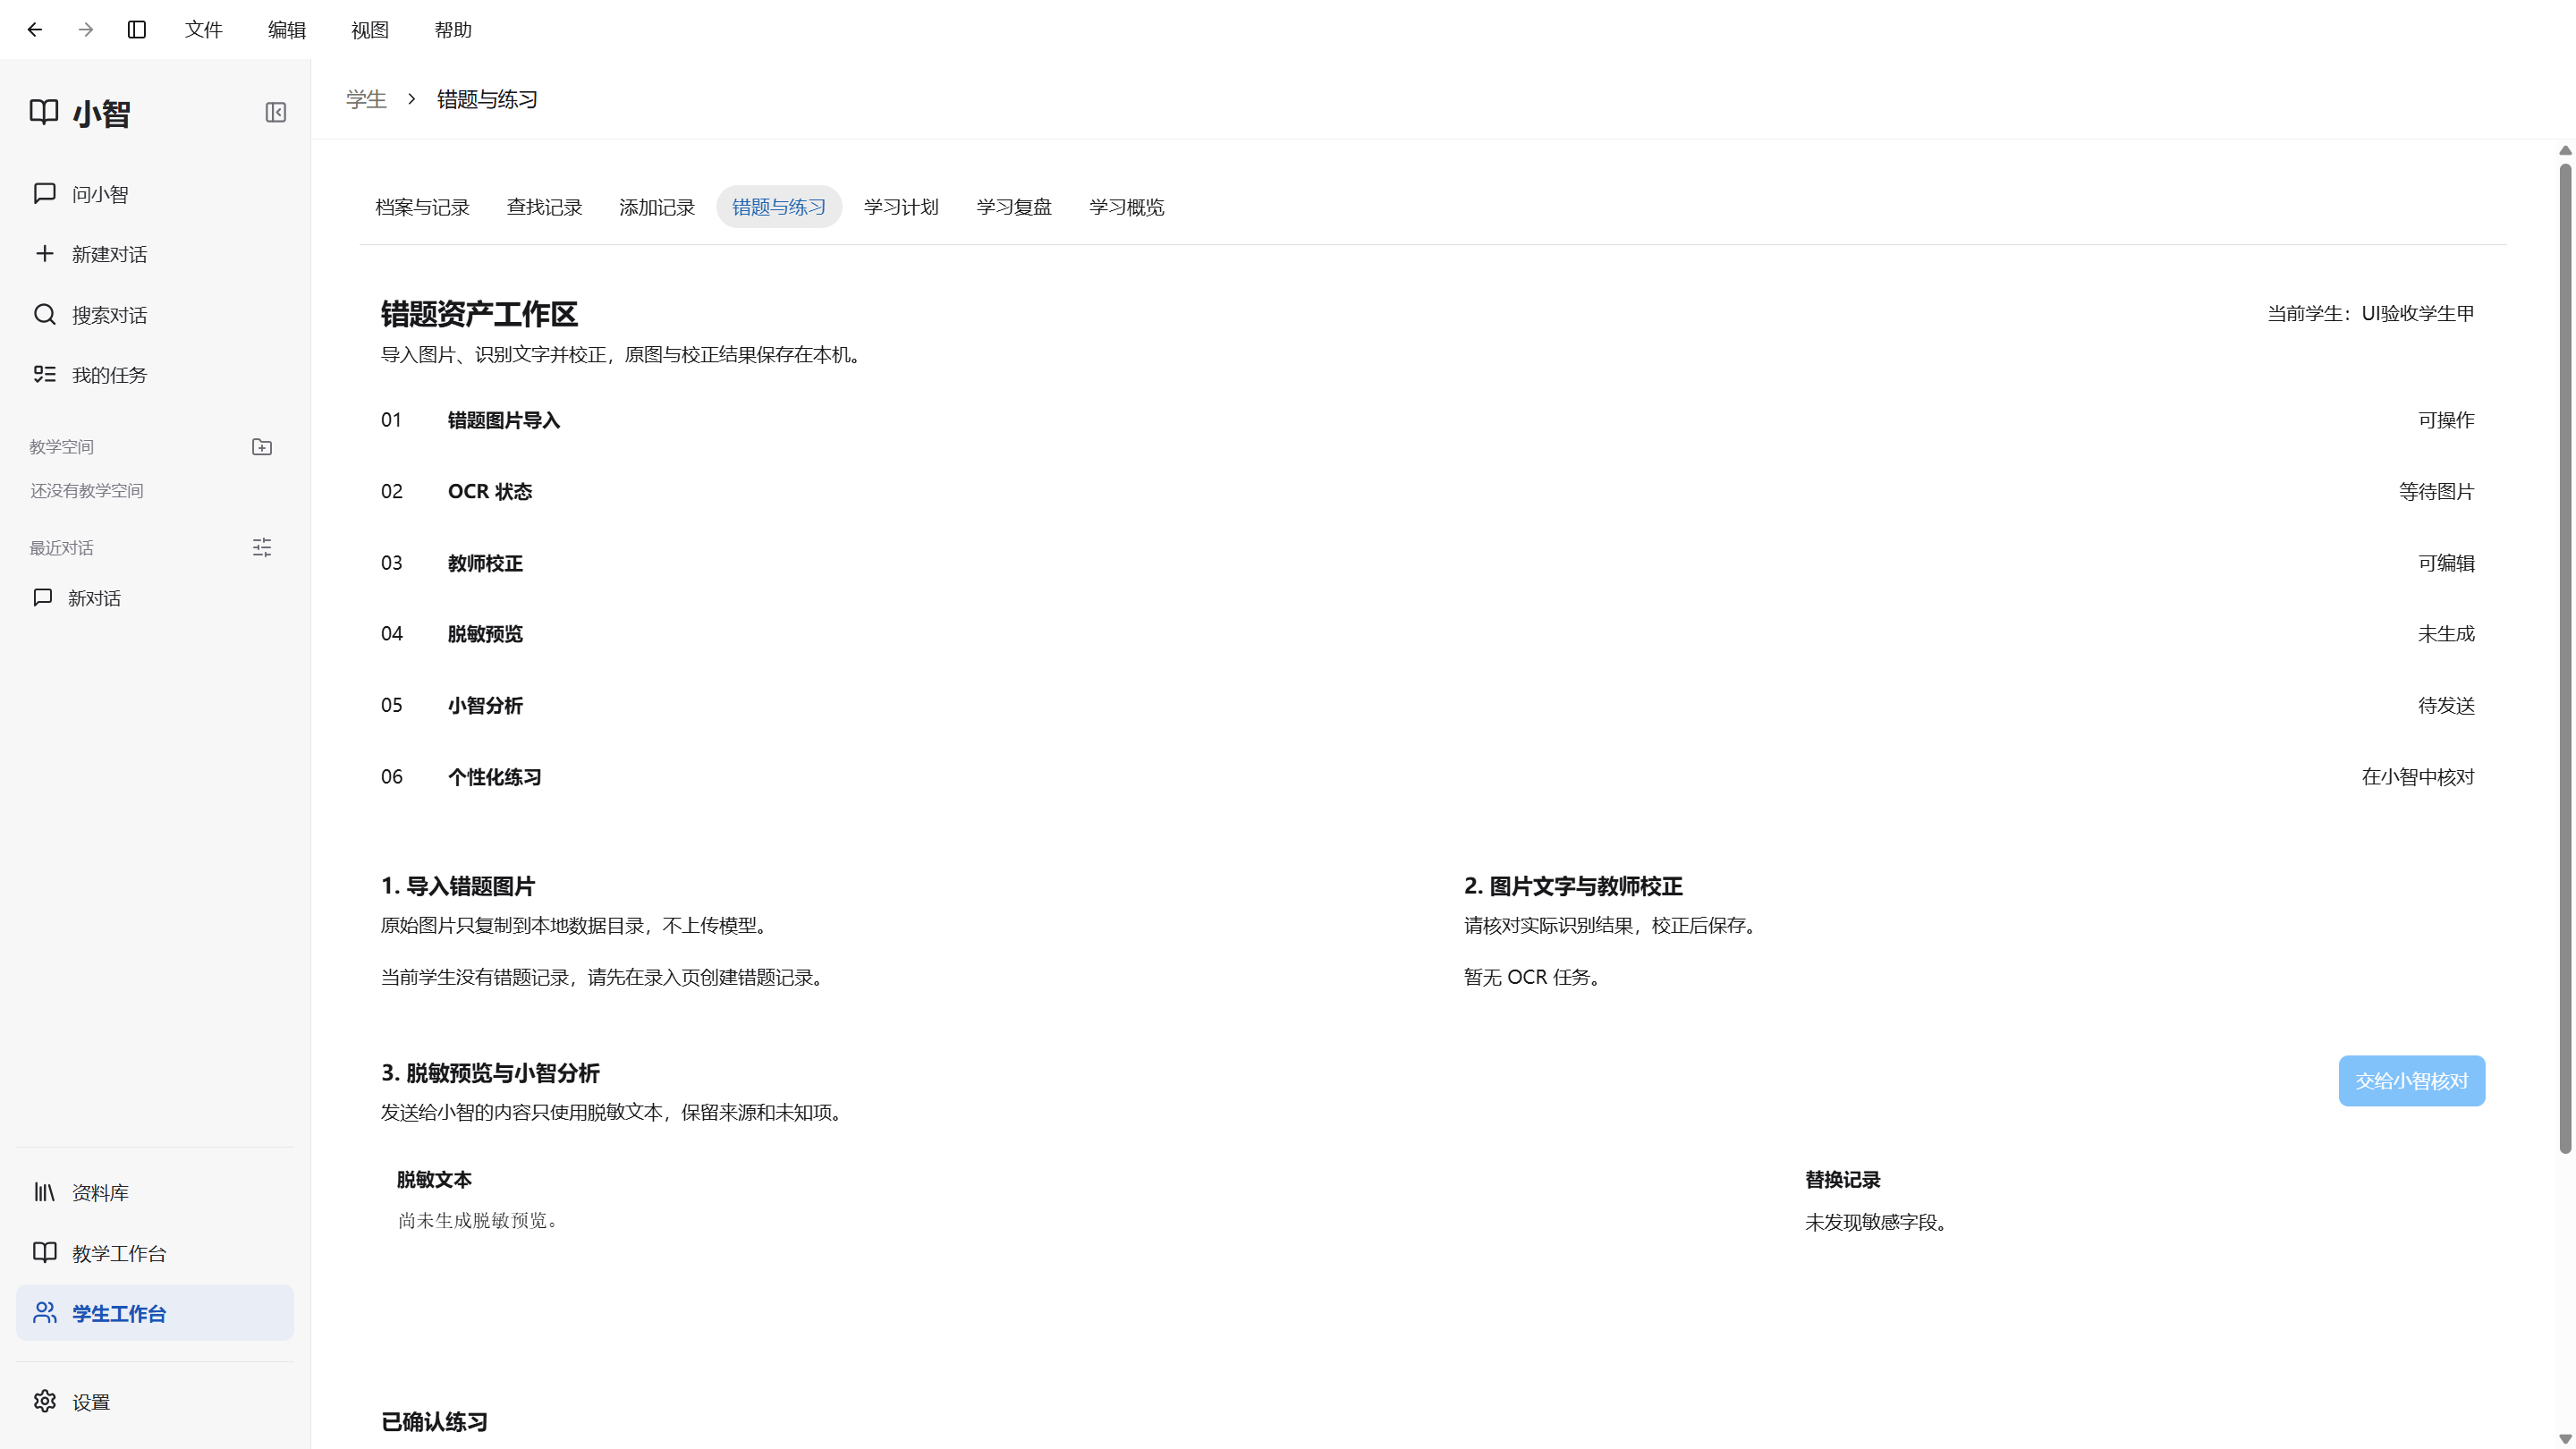 文件 编辑 视图 帮助
小智
问小智
新建对话
搜索对话
我的任务
教学空间
还没有教学空间
最近对话
新对话
资料库
教学工作台
学生工作台
设置
学生 > 错题与练习
档案与记录 查找记录 添加记录 错题与练习 学习计划 学习复盘 学习概览
错题资产工作区
当前学生：UI验收学生甲
导入图片、识别文字并校正，原图与校正结果保存在本机。
01 错题图片导入 可操作
02 OCR 状态 等待图片
03 教师校正 可编辑
04 脱敏预览 未生成
05 小智分析 待发送
06 个性化练习 在小智中核对
1. 导入错题图片
原始图片只复制到本地数据目录，不上传模型。
当前学生没有错题记录，请先在录入页创建错题记录。
2. 图片文字与教师校正
请核对实际识别结果，校正后保存。
暂无 OCR 任务。
3. 脱敏预览与小智分析
发送给小智的内容只使用脱敏文本，保留来源和未知项。
交给小智核对
脱敏文本
尚未生成脱敏预览。
替换记录
未发现敏感字段。
已确认练习